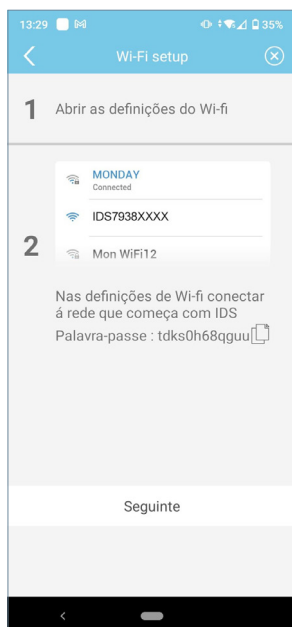 13:29 35%
Wi-Fi setup
1 Abrir as definições do Wi-fi
MONDAY
Connected
IDS7938XXXX
2
Mon WiFi12
Nas definições de Wi-fi conectar
á rede que começa com IDS
Palavra-passe : tdks0h68qguu
Seguinte